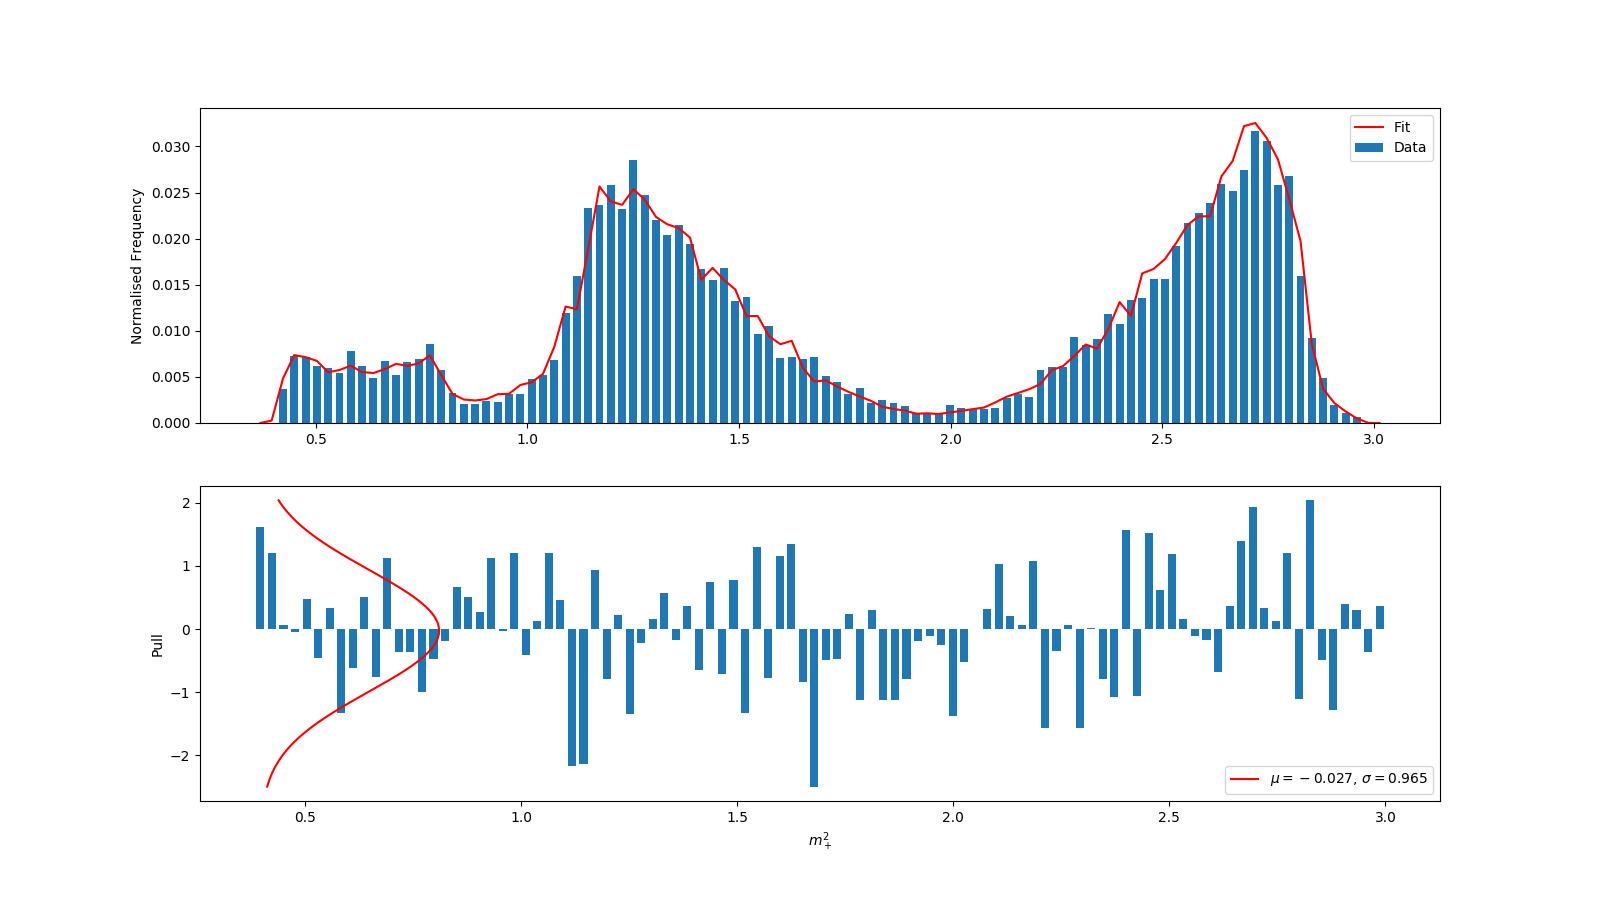 0.030
0.025
0.020
0.015
0.010
0.005
0.000
Normalised Frequency
Fit
Data
0.5 1.0 1.5 2.0 2.5 3.0
2
1
0
−1
−2
Pull
μ = −0.027, σ = 0.965
0.5 1.0 1.5 2.0 2.5 3.0
m²₊